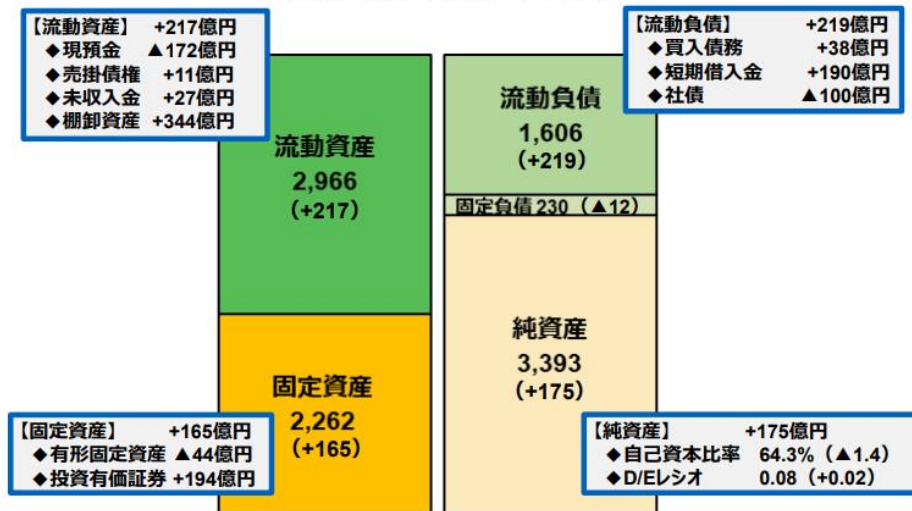 【流動資産】 +217億円
◆現預金 ▲172億円
◆売掛債権 +11億円
◆未収入金 +27億円
◆棚卸資産 +344億円
流動資産
2,966
(+217)
固定資産
2,262
(+165)
【固定資産】 +165億円
◆有形固定資産 ▲44億円
◆投資有価証券 +194億円
【流動負債】 +219億円
◆買入債務 +38億円
◆短期借入金 +190億円
◆社債 ▲100億円
流動負債
1,606
(+219)
固定負債 230 (▲12)
純資産
3,393
(+175)
【純資産】 +175億円
◆自己資本比率 64.3% (▲1.4)
◆D/Eレシオ 0.08 (+0.02)